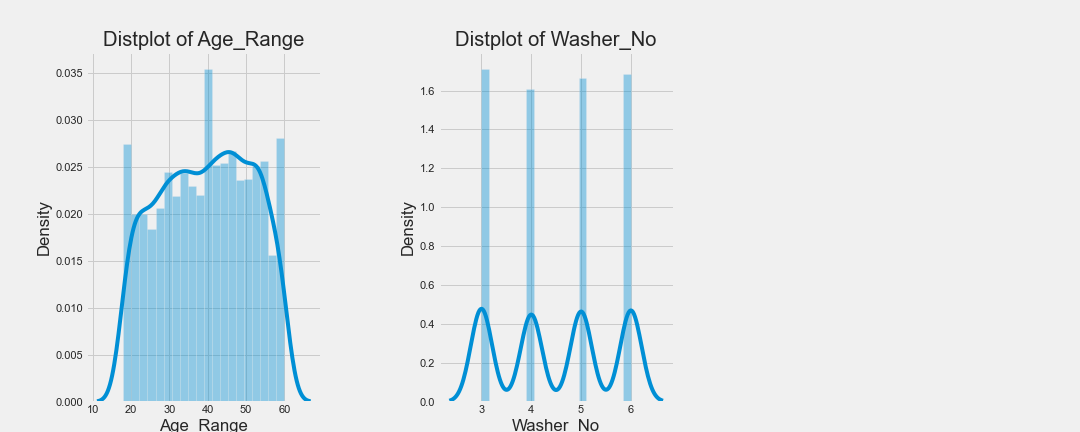 Distplot of Age_Range
Density
0.035
0.030
0.025
0.020
0.015
0.010
0.005
0.000
10 20 30 40 50 60
Age_Range
Distplot of Washer_No
Density
1.6
1.4
1.2
1.0
0.8
0.6
0.4
0.2
0.0
3 4 5 6
Washer_No